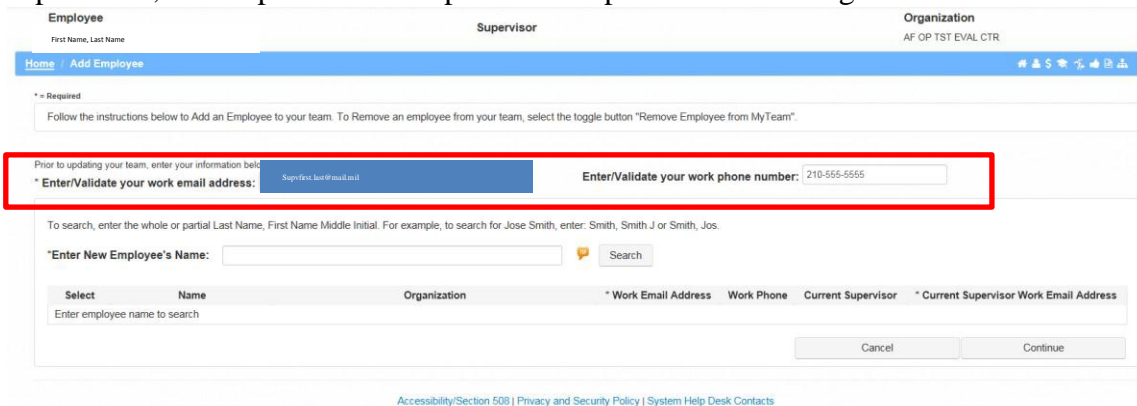 Employee Supervisor Organization
First Name, Last Name AF OP TST EVAL CTR
Home / Add Employee
* = Required
Follow the instructions below to Add an Employee to your team. To Remove an employee from your team, select the toggle button "Remove Employee from MyTeam".
Prior to updating your team, enter your information belo
* Enter/Validate your work email address: Supvfirst.last@mail.mil Enter/Validate your work phone number: 210-555-5555
To search, enter the whole or partial Last Name, First Name Middle Initial. For example, to search for Jose Smith, enter: Smith, Smith J or Smith, Jos.
*Enter New Employee's Name: Search
Select Name Organization * Work Email Address Work Phone Current Supervisor * Current Supervisor Work Email Address
Enter employee name to search
Cancel Continue
Accessibility/Section 508 | Privacy and Security Policy | System Help Desk Contacts